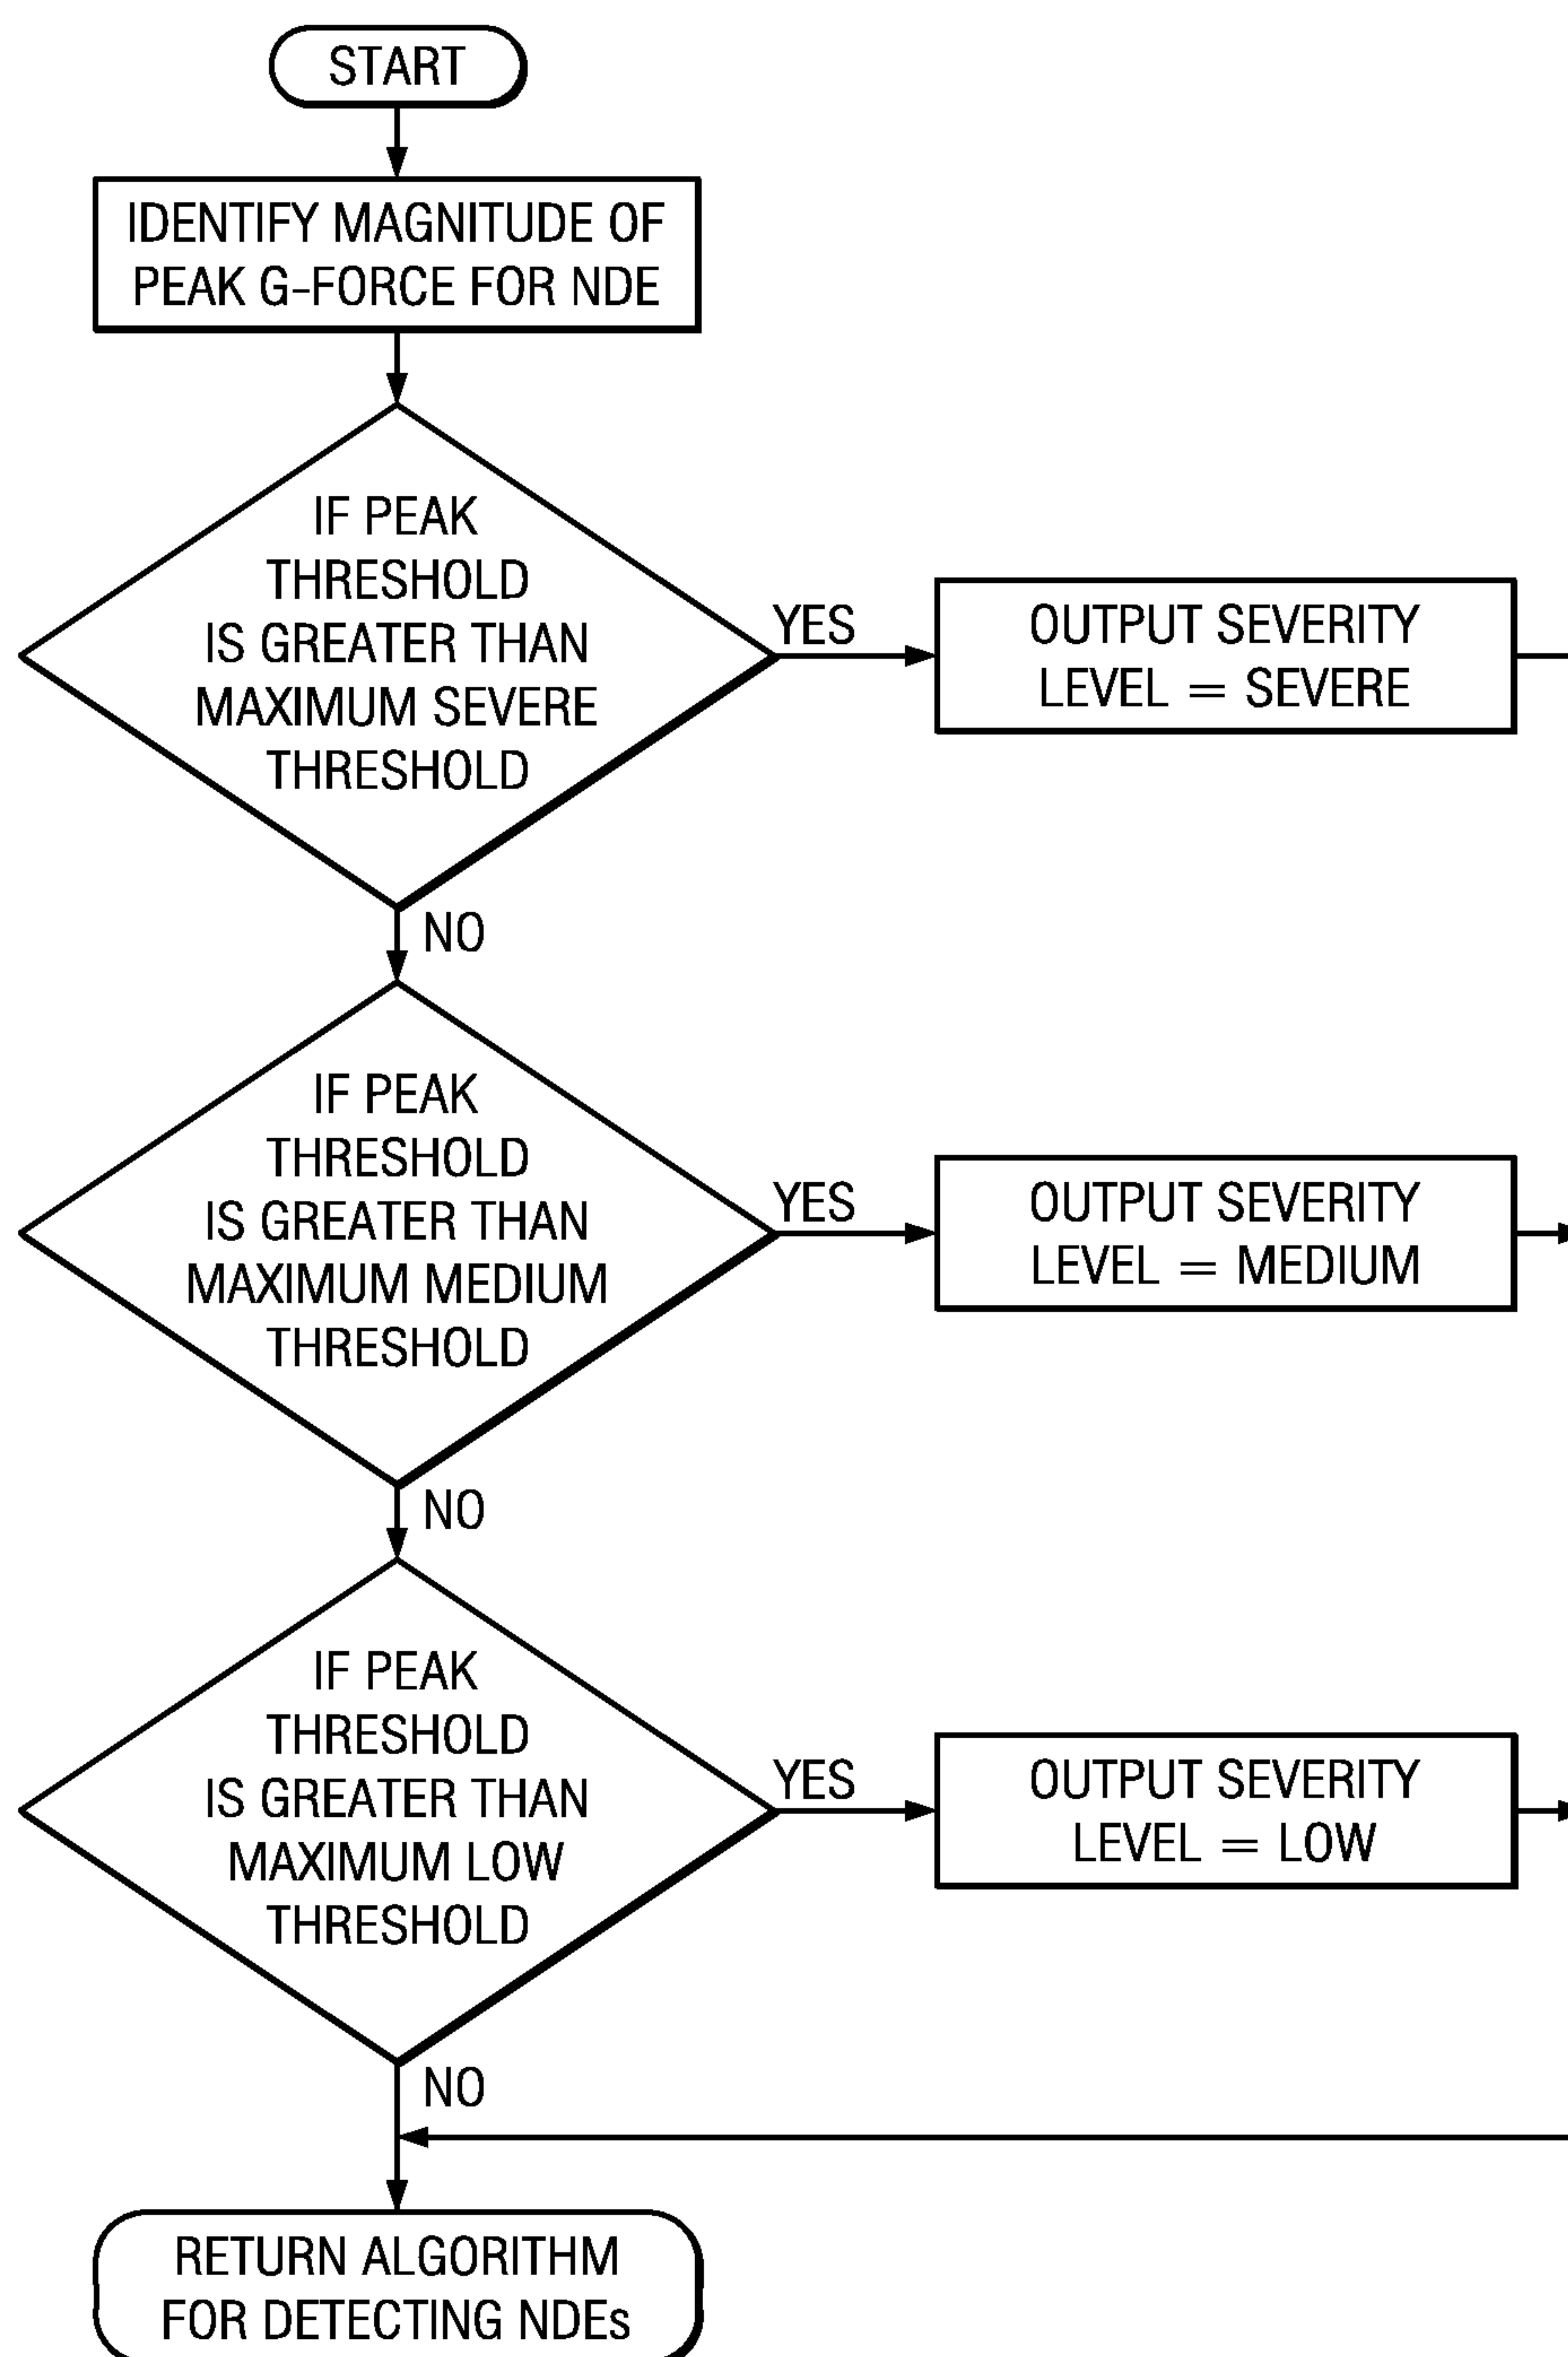 START
IDENTIFY MAGNITUDE OF
PEAK G-FORCE FOR NDE
IF PEAK
THRESHOLD
IS GREATER THAN
MAXIMUM SEVERE
THRESHOLD
YES
OUTPUT SEVERITY
LEVEL = SEVERE
NO
IF PEAK
THRESHOLD
IS GREATER THAN
MAXIMUM MEDIUM
THRESHOLD
YES
OUTPUT SEVERITY
LEVEL = MEDIUM
NO
IF PEAK
THRESHOLD
IS GREATER THAN
MAXIMUM LOW
THRESHOLD
YES
OUTPUT SEVERITY
LEVEL = LOW
NO
RETURN ALGORITHM
FOR DETECTING NDEs